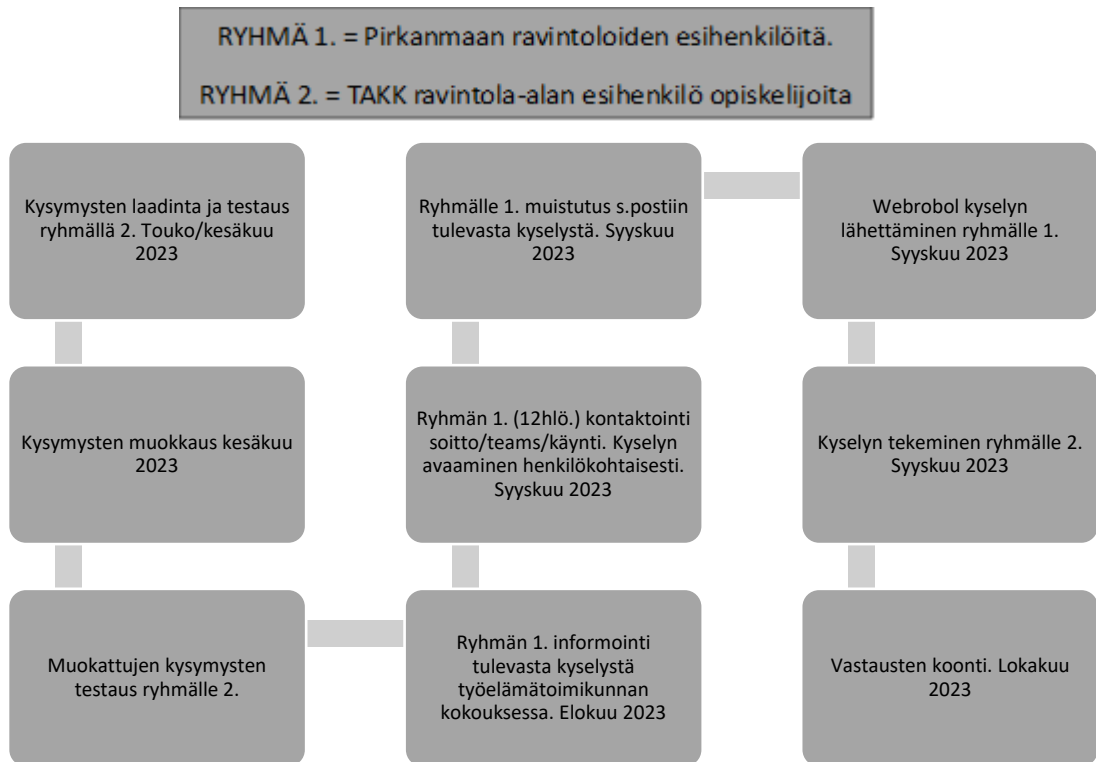 RYHMÄ 1. = Pirkanmaan ravintoloiden esihenkilöitä.
RYHMÄ 2. = TAKK ravintola-alan esihenkilö opiskelijoita
Kysymysten laadinta ja testaus
ryhmällä 2. Touko/kesäkuu
2023
Kysymysten muokkaus kesäkuu
2023
Muokattujen kysymysten
testaus ryhmälle 2.
Ryhmän 1. informointi
tulevasta kyselystä
työelämätoimikunnan
kokouksessa. Elokuu 2023
Ryhmän 1. (12hlö.) kontaktointi
soitto/teams/käynti. Kyselyn
avaaminen henkilökohtaisesti.
Syyskuu 2023
Ryhmälle 1. muistutus s.postiin
tulevasta kyselystä. Syyskuu
2023
Webrobol kyselyn
lähettäminen ryhmälle 1.
Syyskuu 2023
Kyselyn tekeminen ryhmälle 2.
Syyskuu 2023
Vastausten koonti. Lokakuu
2023